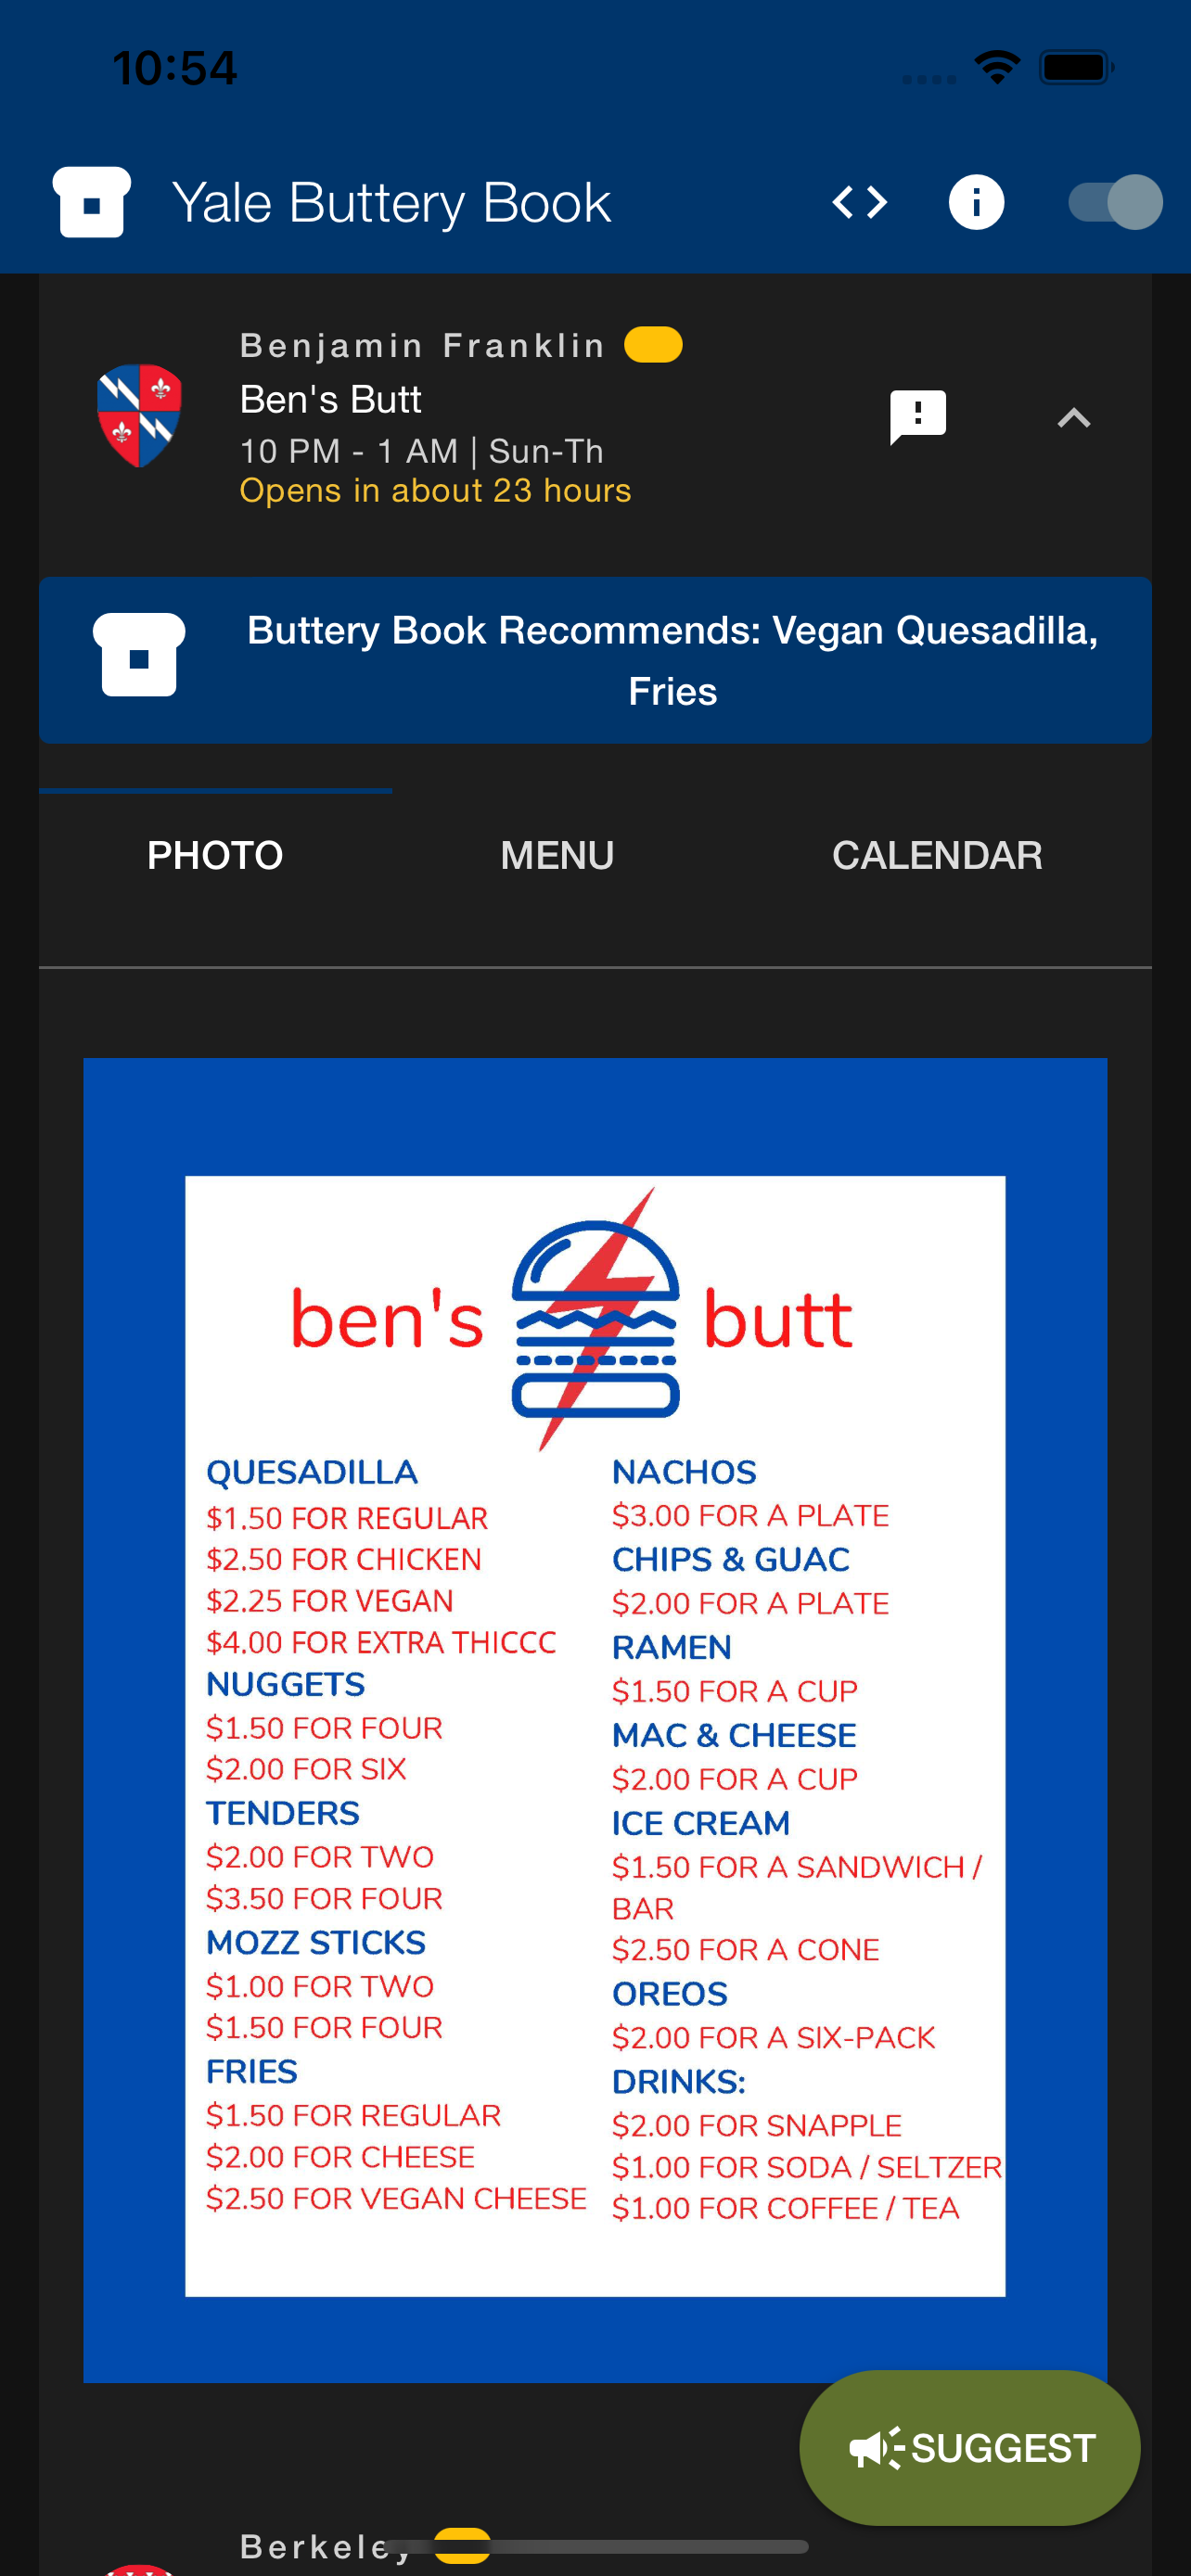 10:54
Yale Buttery Book
Benjamin Franklin
Ben's Butt
10 PM - 1 AM | Sun-Th
Opens in about 23 hours
Buttery Book Recommends: Vegan Quesadilla,
Fries
PHOTO MENU CALENDAR
ben's butt
QUESADILLA
$1.50 FOR REGULAR
$2.50 FOR CHICKEN
$2.25 FOR VEGAN
$4.00 FOR EXTRA THICCC
NUGGETS
$1.50 FOR FOUR
$2.00 FOR SIX
TENDERS
$2.00 FOR TWO
$3.50 FOR FOUR
MOZZ STICKS
$1.00 FOR TWO
$1.50 FOR FOUR
FRIES
$1.50 FOR REGULAR
$2.00 FOR CHEESE
$2.50 FOR VEGAN CHEESE
NACHOS
$3.00 FOR A PLATE
CHIPS & GUAC
$2.00 FOR A PLATE
RAMEN
$1.50 FOR A CUP
MAC & CHEESE
$2.00 FOR A CUP
ICE CREAM
$1.50 FOR A SANDWICH /
BAR
$2.50 FOR A CONE
OREOS
$2.00 FOR A SIX-PACK
DRINKS:
$2.00 FOR SNAPPLE
$1.00 FOR SODA / SELTZER
$1.00 FOR COFFEE / TEA
SUGGEST
Berkeley